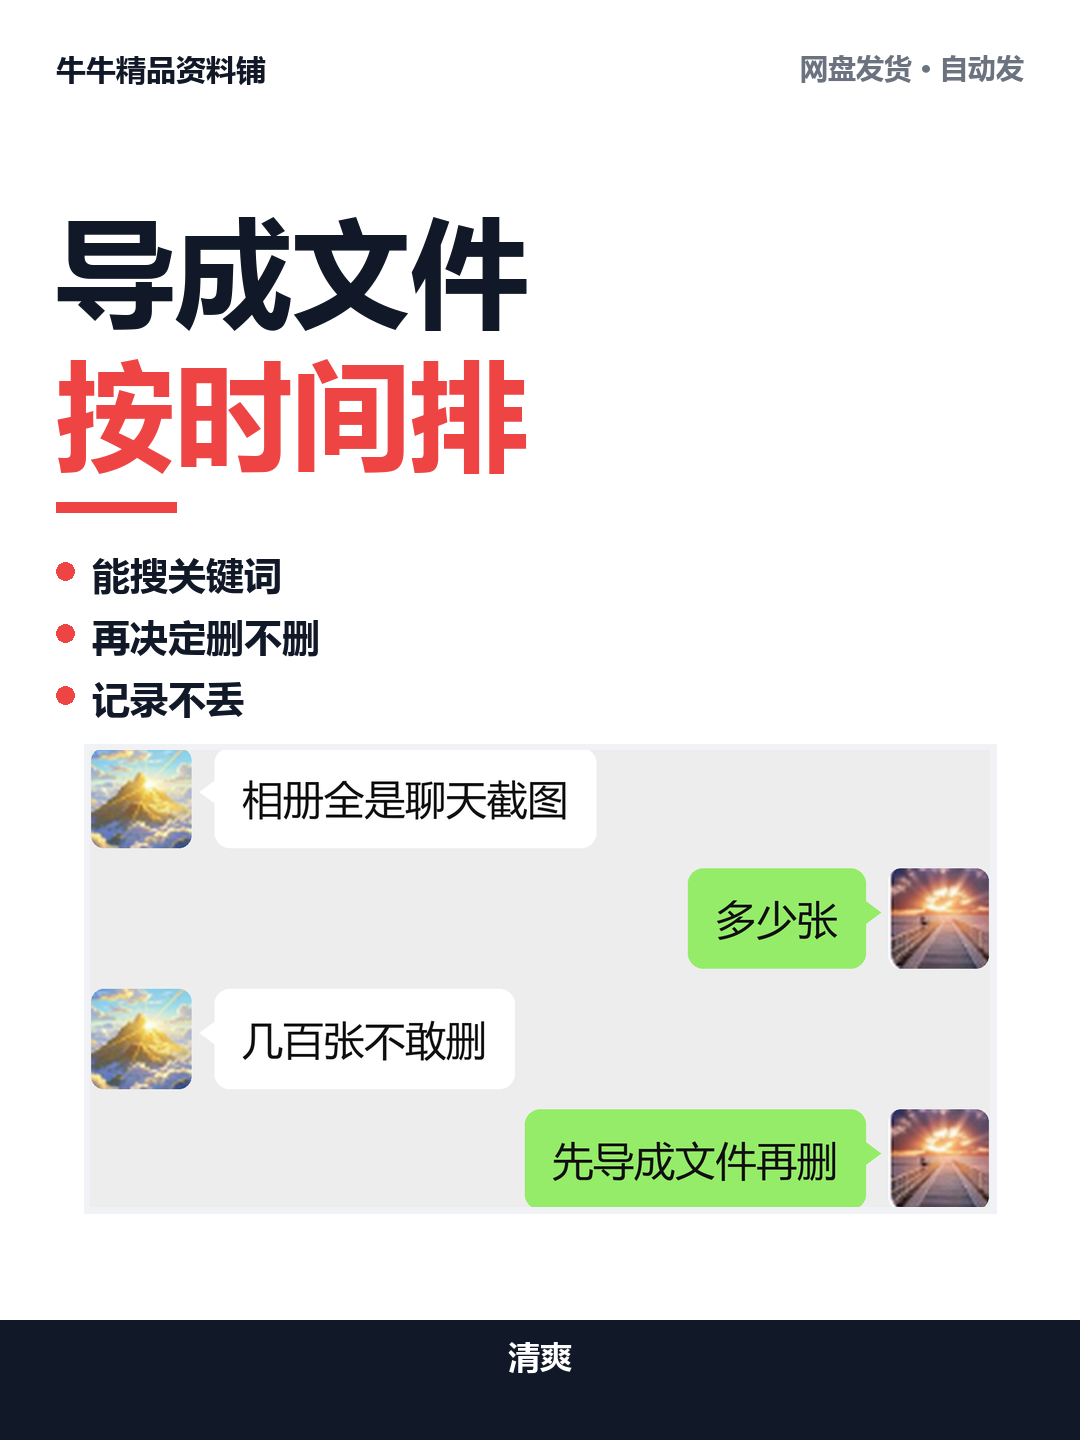 牛牛精品资料铺
网盘发货・自动发
导成文件
按时间排
能搜关键词
再决定删不删
记录不丢
相册全是聊天截图
多少张
几百张不敢删
先导成文件再删
清爽